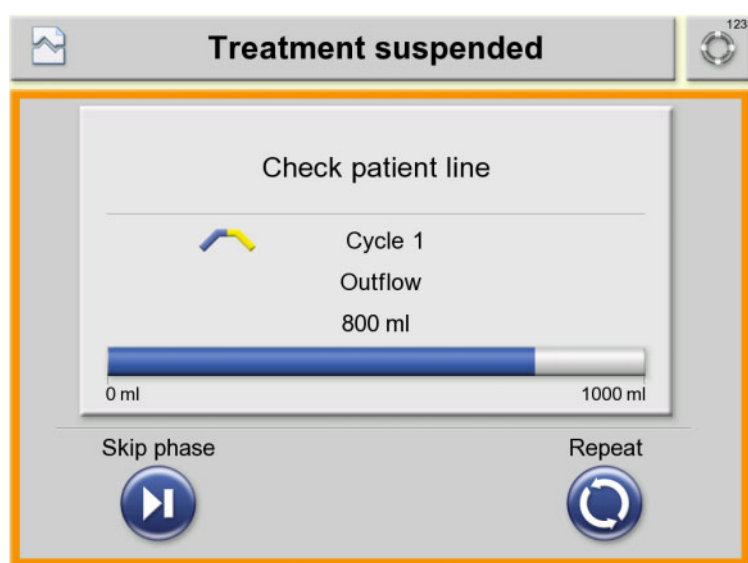 Treatment suspended
123
Check patient line
Cycle 1
Outflow
800 ml
0 ml
1000 ml
Skip phase
Repeat